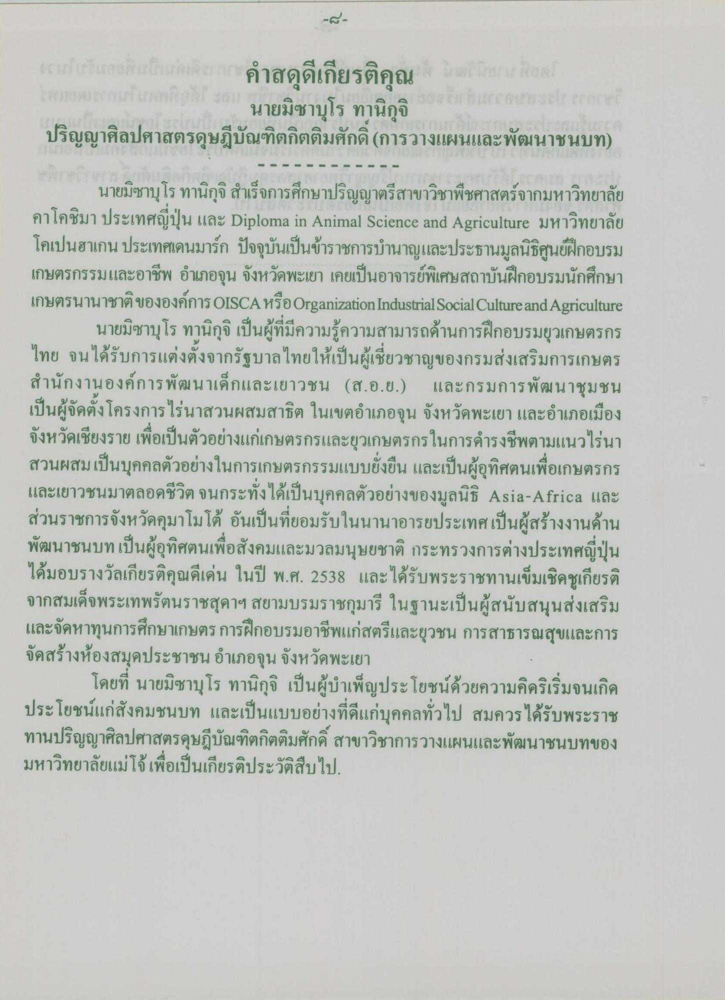 -๘-
คำสดุดีเกียรติคุณ
นายมิซาบุโร ทานิกุจิ
ปริญญาศิลปศาสตรดุษฎีบัณฑิตกิตติมศักดิ์ (การวางแผนและพัฒนาชนบท)
- - - - - - - - - - - -
นายมิซาบุโร ทานิกุจิ สำเร็จการศึกษาปริญญาตรีสาขาวิชาพืชศาสตร์จากมหาวิทยาลัย
คาโคชิมา ประเทศญี่ปุ่น และ Diploma in Animal Science and Agriculture มหาวิทยาลัย
โคเปนฮาเกน ประเทศเดนมาร์ก ปัจจุบันเป็นข้าราชการบำนาญและประธานมูลนิธิศูนย์ฝึกอบรม
เกษตรกรรมและอาชีพ อำเภอจุน จังหวัดพะเยา เคยเป็นอาจารย์พิเศษสถาบันฝึกอบรมนักศึกษา
เกษตรนานาชาติ ขององค์การ OISCA หรือ Organization Industrial Social Culture and Agriculture
นายมิซาบุโร ทานิกุจิ เป็นผู้ที่มีความรู้ความสามารถด้านการฝึกอบรมยุวเกษตรกร
ไทย จนได้รับการแต่งตั้งจากรัฐบาลไทยให้เป็นผู้เชี่ยวชาญของกรมส่งเสริมการเกษตร
สำนักงานองค์การพัฒนาเด็กและเยาวชน (ส.อ.ย.) และกรมการพัฒนาชุมชน
เป็นผู้จัดตั้งโครงการไร่นาสวนผสมสาธิต ในเขตอำเภอจุน จังหวัดพะเยา และอำเภอเมือง
จังหวัดเชียงราย เพื่อเป็นตัวอย่างแก่เกษตรกรและยุวเกษตรกรในการดำรงชีพตามแนวไร่นา
สวนผสม เป็นบุคคลตัวอย่างในการเกษตรกรรมแบบยั่งยืน และเป็นผู้อุทิศตนเพื่อเกษตรกร
และเยาวชนมาตลอดชีวิต จนกระทั่งได้เป็นบุคคลตัวอย่างของมูลนิธิ Asia-Africa และ
ส่วนราชการจังหวัดคุมาโมโต้ อันเป็นที่ยอมรับในนานาอารยประเทศ เป็นผู้สร้างงานด้าน
พัฒนาชนบท เป็นผู้อุทิศตนเพื่อสังคมและมวลมนุษยชาติ กระทรวงการต่างประเทศญี่ปุ่น
ได้มอบรางวัลเกียรติคุณดีเด่น ในปี พ.ศ. 2538 และได้รับพระราชทานเข็มเชิดชูเกียรติ
จากสมเด็จพระเทพรัตนราชสุดาฯ สยามบรมราชกุมารี ในฐานะเป็นผู้สนับสนุนส่งเสริม
และจัดหาทุนการศึกษาเกษตร การฝึกอบรมอาชีพแก่สตรีและยุวชน การสาธารณสุขและการ
จัดสร้างห้องสมุดประชาชน อำเภอจุน จังหวัดพะเยา
โดยที่ นายมิซาบุโร ทานิกุจิ เป็นผู้บำเพ็ญประโยชน์ด้วยความคิดริเริ่มจนเกิด
ประโยชน์แก่สังคมชนบท และเป็นแบบอย่างที่ดีแก่บุคคลทั่วไป สมควรได้รับพระราช
ทานปริญญาศิลปศาสตรดุษฎีบัณฑิตกิตติมศักดิ์ สาขาวิชาการวางแผนและพัฒนาชนบทของ
มหาวิทยาลัยแม่โจ้ เพื่อเป็นเกียรติประวัติสืบไป.